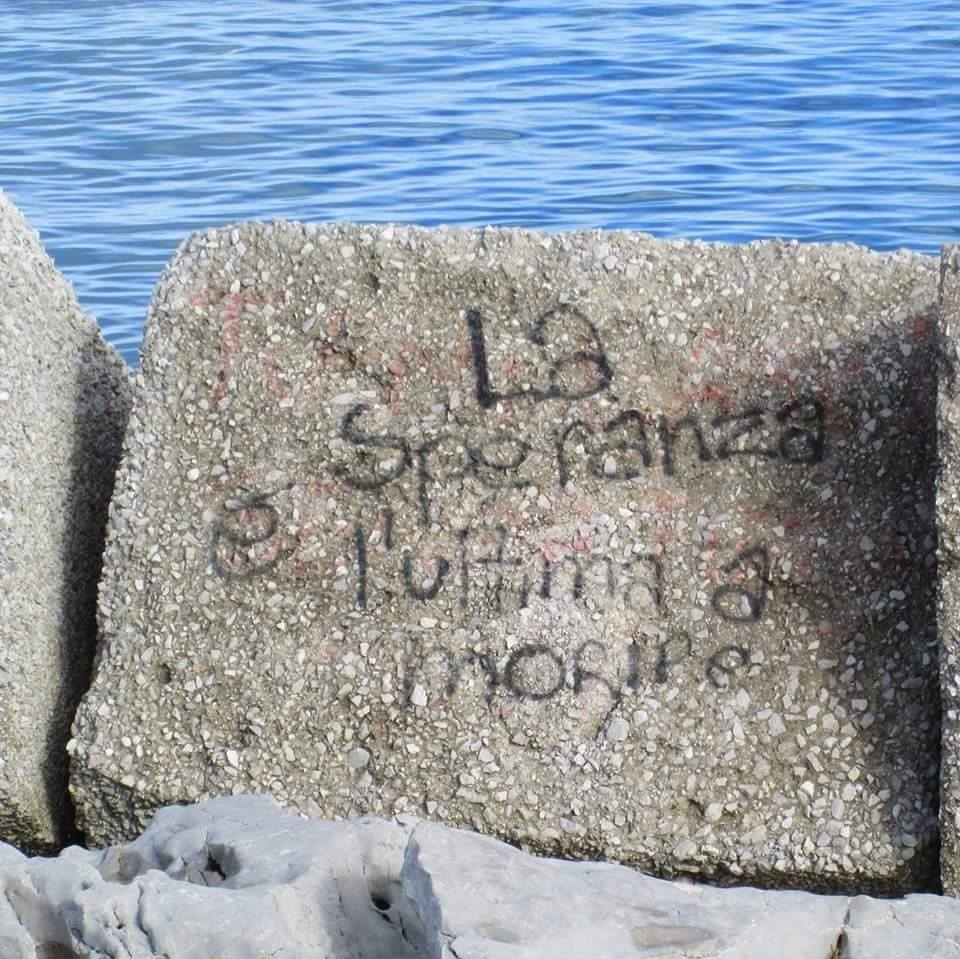 La
Speranza
è l'ultima a
morire